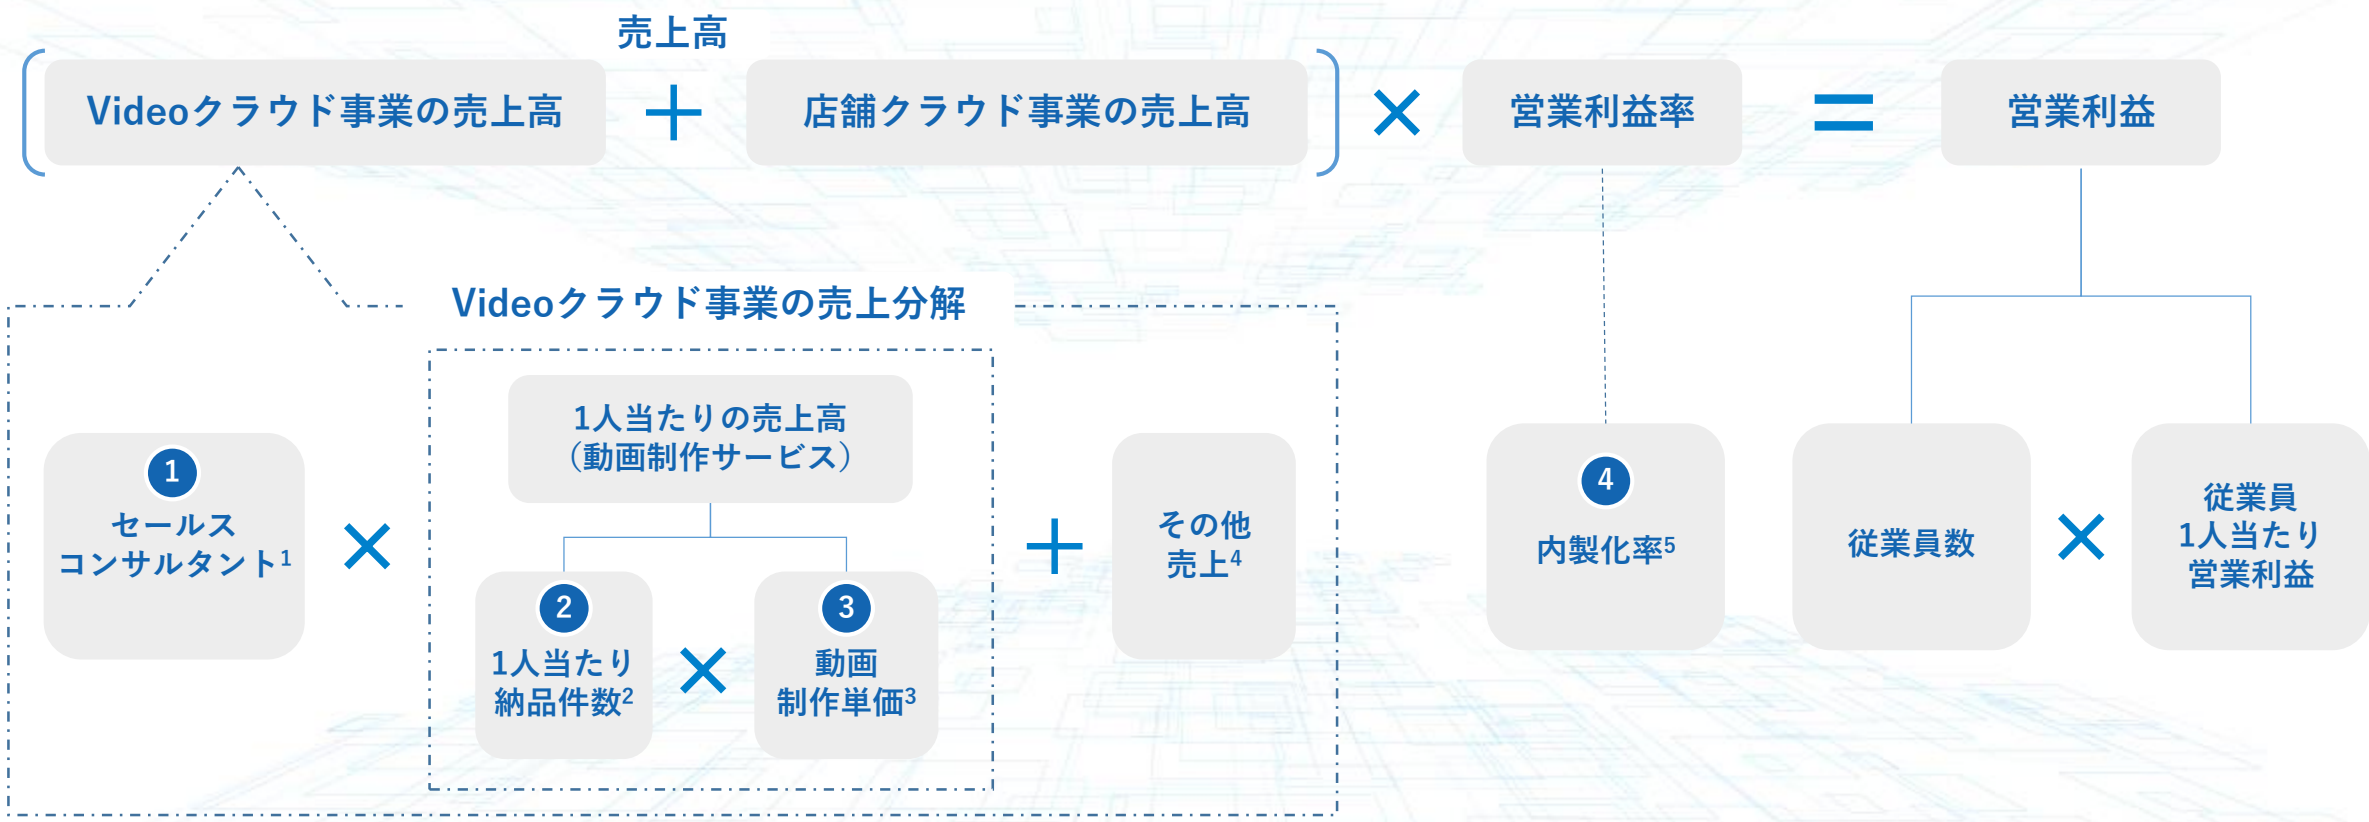 売上高
Videoクラウド事業の売上高
＋
店舗クラウド事業の売上高
×
営業利益率
＝
営業利益
Videoクラウド事業の売上分解
1
セールス
コンサルタント1
×
1人当たりの売上高
（動画制作サービス）
2
1人当たり
納品件数2
×
3
動画
制作単価3
＋
その他
売上4
4
内製化率5
従業員数
×
従業員
1人当たり
営業利益